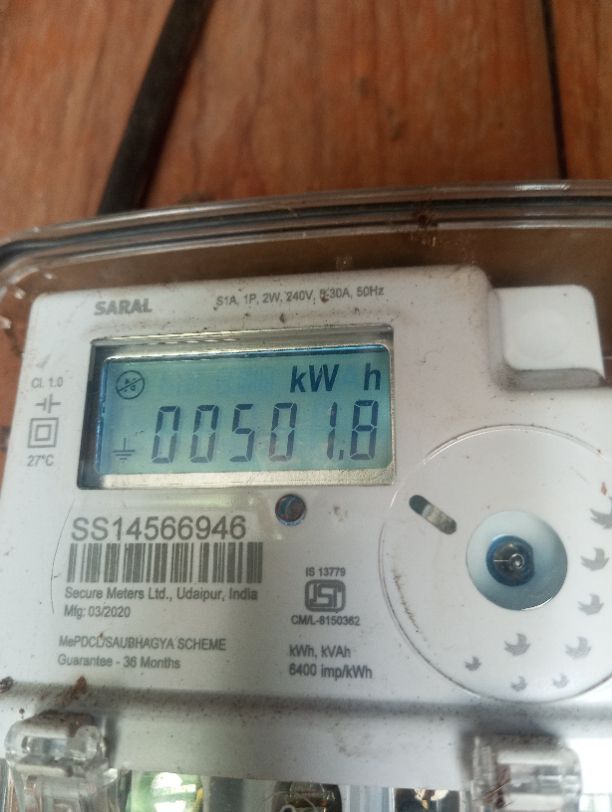 SARAL
S1A, 1P, 2W, 240V, 5-30A, 50Hz
Cl. 1.0
27°C
kW h
00501.8
SS14566946
Secure Meters Ltd., Udaipur, India
Mfg: 03/2020
MePDCL/SAUBHAGYA SCHEME
Guarantee - 36 Months
IS 13779
ISI
CM/L-8150362
kWh, kVAh
6400 imp/kWh